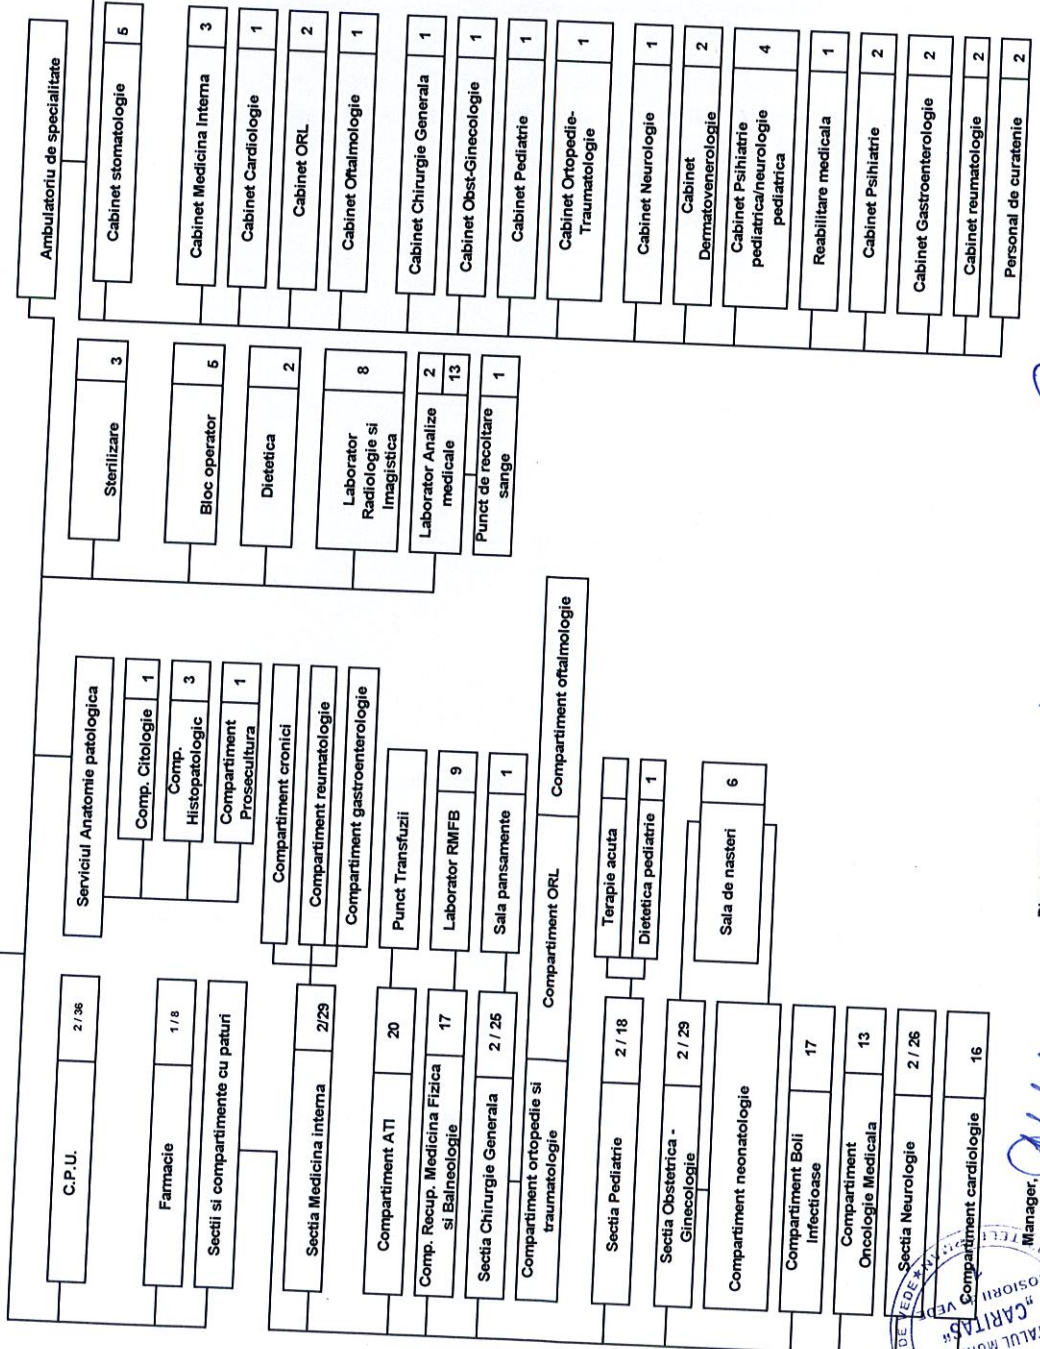 Ambulatoriu de specialitate
Cabinet stomatologie 5
Cabinet Medicina Interna 3
Cabinet Cardiologie 1
Cabinet ORL 2
Cabinet Oftalmologie 1
Cabinet Chirurgie Generala 1
Cabinet Obst-Ginecologie 1
Cabinet Pediatrie 1
Cabinet Ortopedie-
Traumatologie
1
Cabinet Neurologie 1
Cabinet
Dermatovenerologie
2
Cabinet Psihiatrie
pediatrica/neurologie
pediatrica
4
Reabilitare medicala 1
Cabinet Psihiatrie 2
Cabinet Gastroenterologie 2
Cabinet reumatologie 2
Personal de curatenie 2
Sterilizare 3
Bloc operator 5
Dietetica 2
Laborator
Radiologie si
Imagistica
8
Laborator Analize
medicale
2
13
Punct de recoltare
sange
1
Serviciul Anatomie patologica
Comp. Citologie 1
Comp.
Histopatologic
3
Compartiment
Prosecultura
1
Compartiment cronici
Compartiment reumatologie
Compartiment gastroenterologie
Punct Transfuzii
Laborator RMFB 9
Sala pansamente 1
Compartiment ORL
Compartiment oftalmologie
Terapie acuta
Dietetica pediatrie 1
Sala de nasteri 6
C.P.U. 2 / 36
Farmacie 1 / 8
Sectii si compartimente cu paturi
Sectia Medicina interna 2/29
Compartiment ATI 20
Comp. Recup. Medicina Fizica
si Balneologie
17
Sectia Chirurgie Generala 2 / 25
Compartiment ortopedie si
traumatologie
Sectia Pediatrie 2 / 18
Sectia Obstetrica -
Ginecologie
2 / 29
Compartiment neonatologie
Compartiment Boli
Infectioase
17
Compartiment
Oncologie Medicala
13
Sectia Neurologie 2 / 26
Compartiment cardiologie 16
Manager,
"CARITAS"
DE VEDE